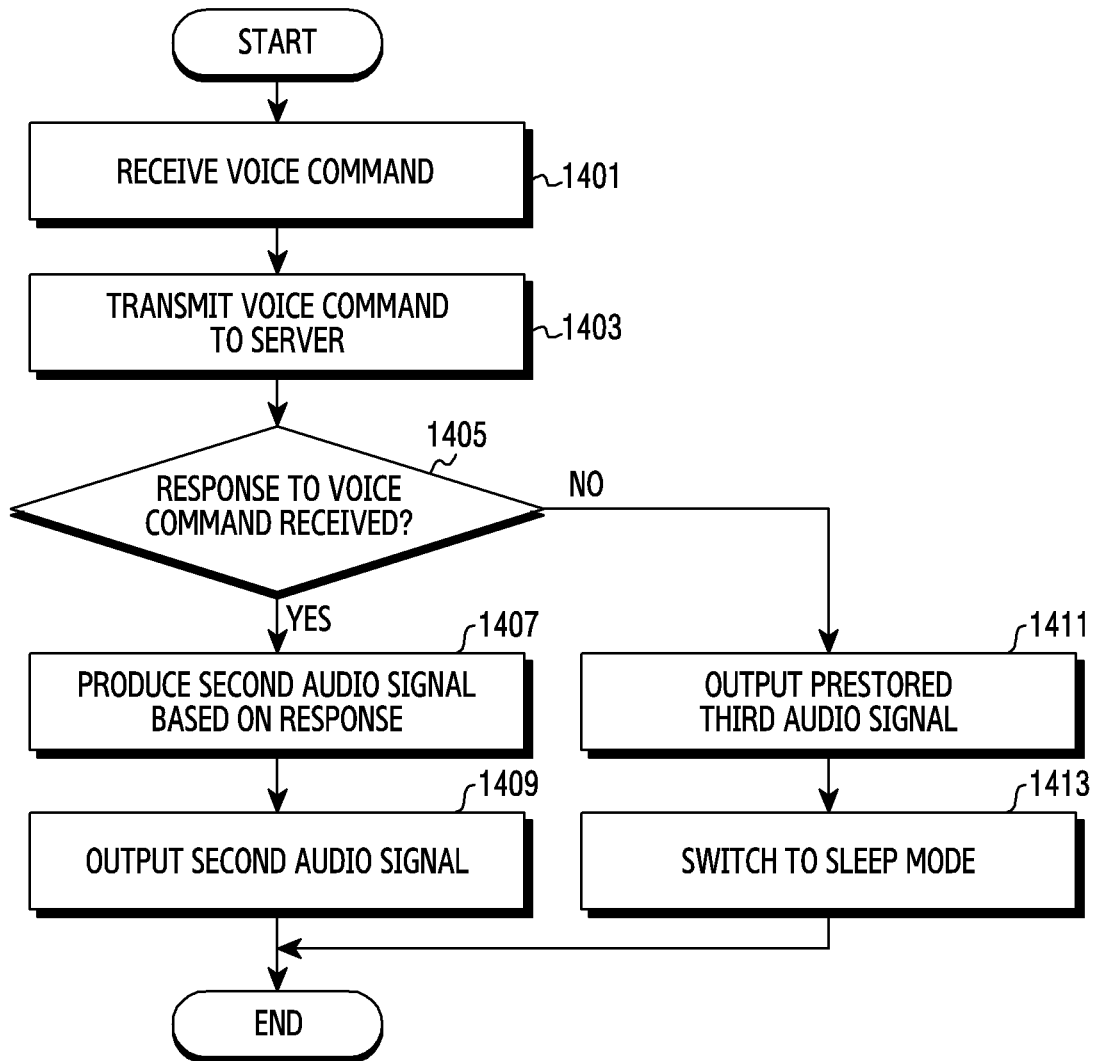 START
RECEIVE VOICE COMMAND
1401
TRANSMIT VOICE COMMAND
TO SERVER
1403
1405
RESPONSE TO VOICE
COMMAND RECEIVED?
NO
YES
1407
PRODUCE SECOND AUDIO SIGNAL
BASED ON RESPONSE
1411
OUTPUT PRESTORED
THIRD AUDIO SIGNAL
1409
OUTPUT SECOND AUDIO SIGNAL
1413
SWITCH TO SLEEP MODE
END